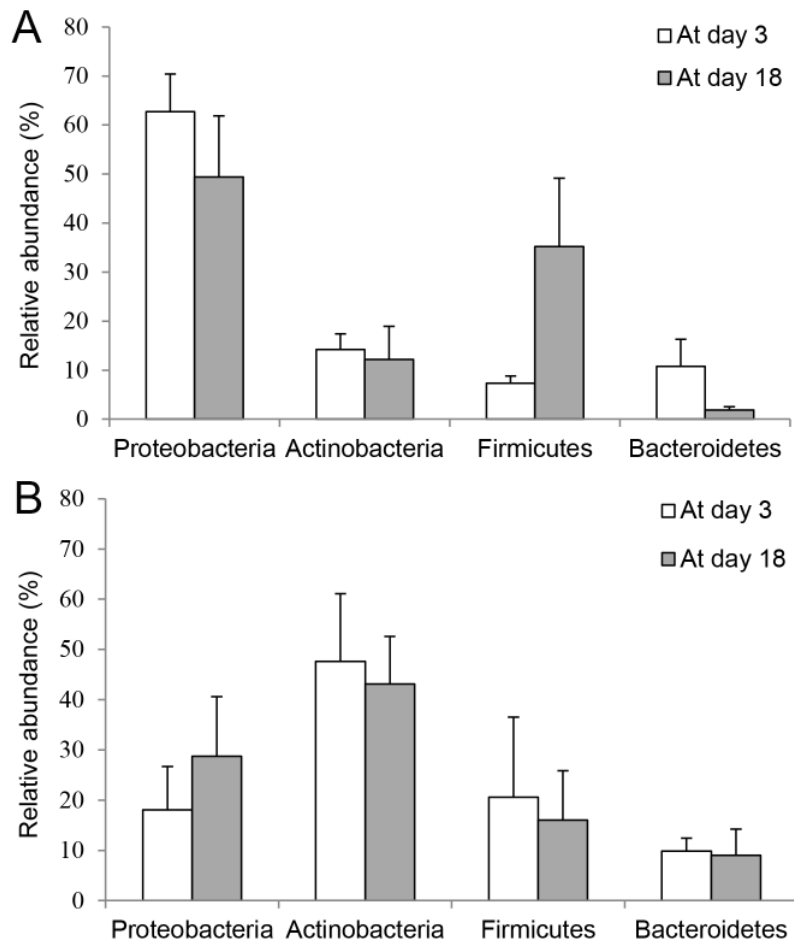 A
Relative abundance (%)
80
70
60
50
40
30
20
10
0
At day 3
At day 18
Proteobacteria Actinobacteria Firmicutes Bacteroidetes
B
Relative abundance (%)
80
70
60
50
40
30
20
10
0
At day 3
At day 18
Proteobacteria Actinobacteria Firmicutes Bacteroidetes